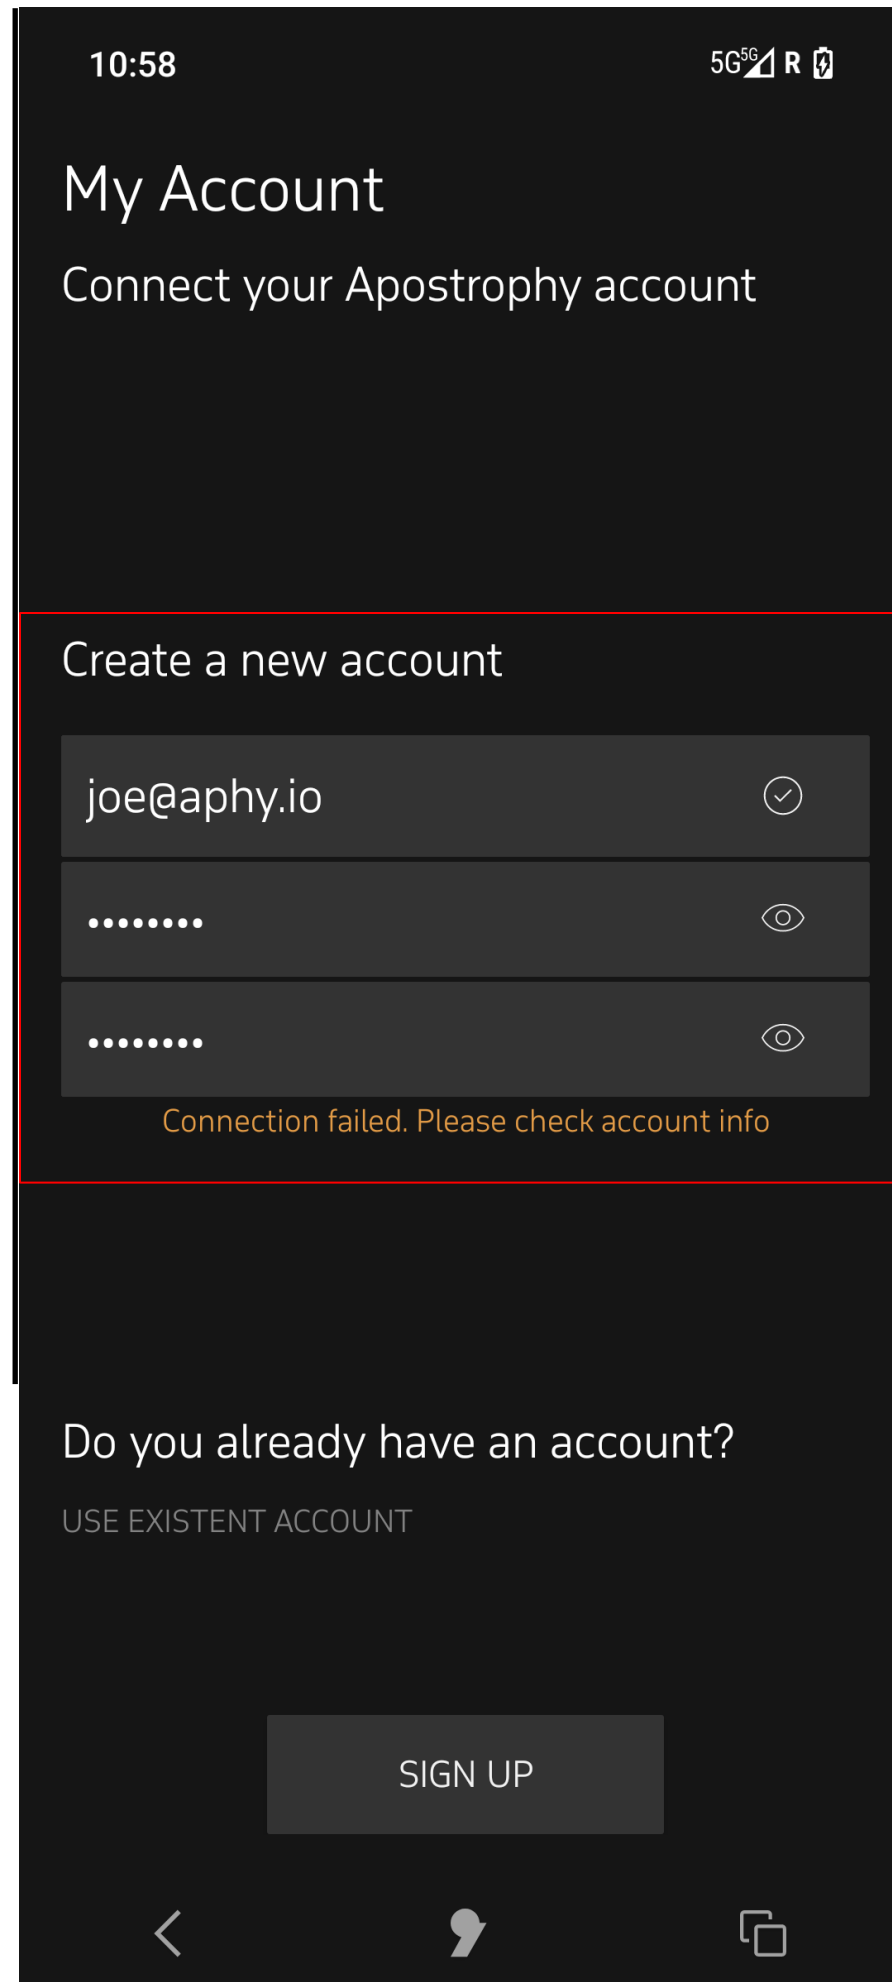 10:58
5G 5G R
My Account
Connect your Apostrophy account
Create a new account
joe@aphy.io
••••••••
••••••••
Connection failed. Please check account info
Do you already have an account?
USE EXISTENT ACCOUNT
SIGN UP